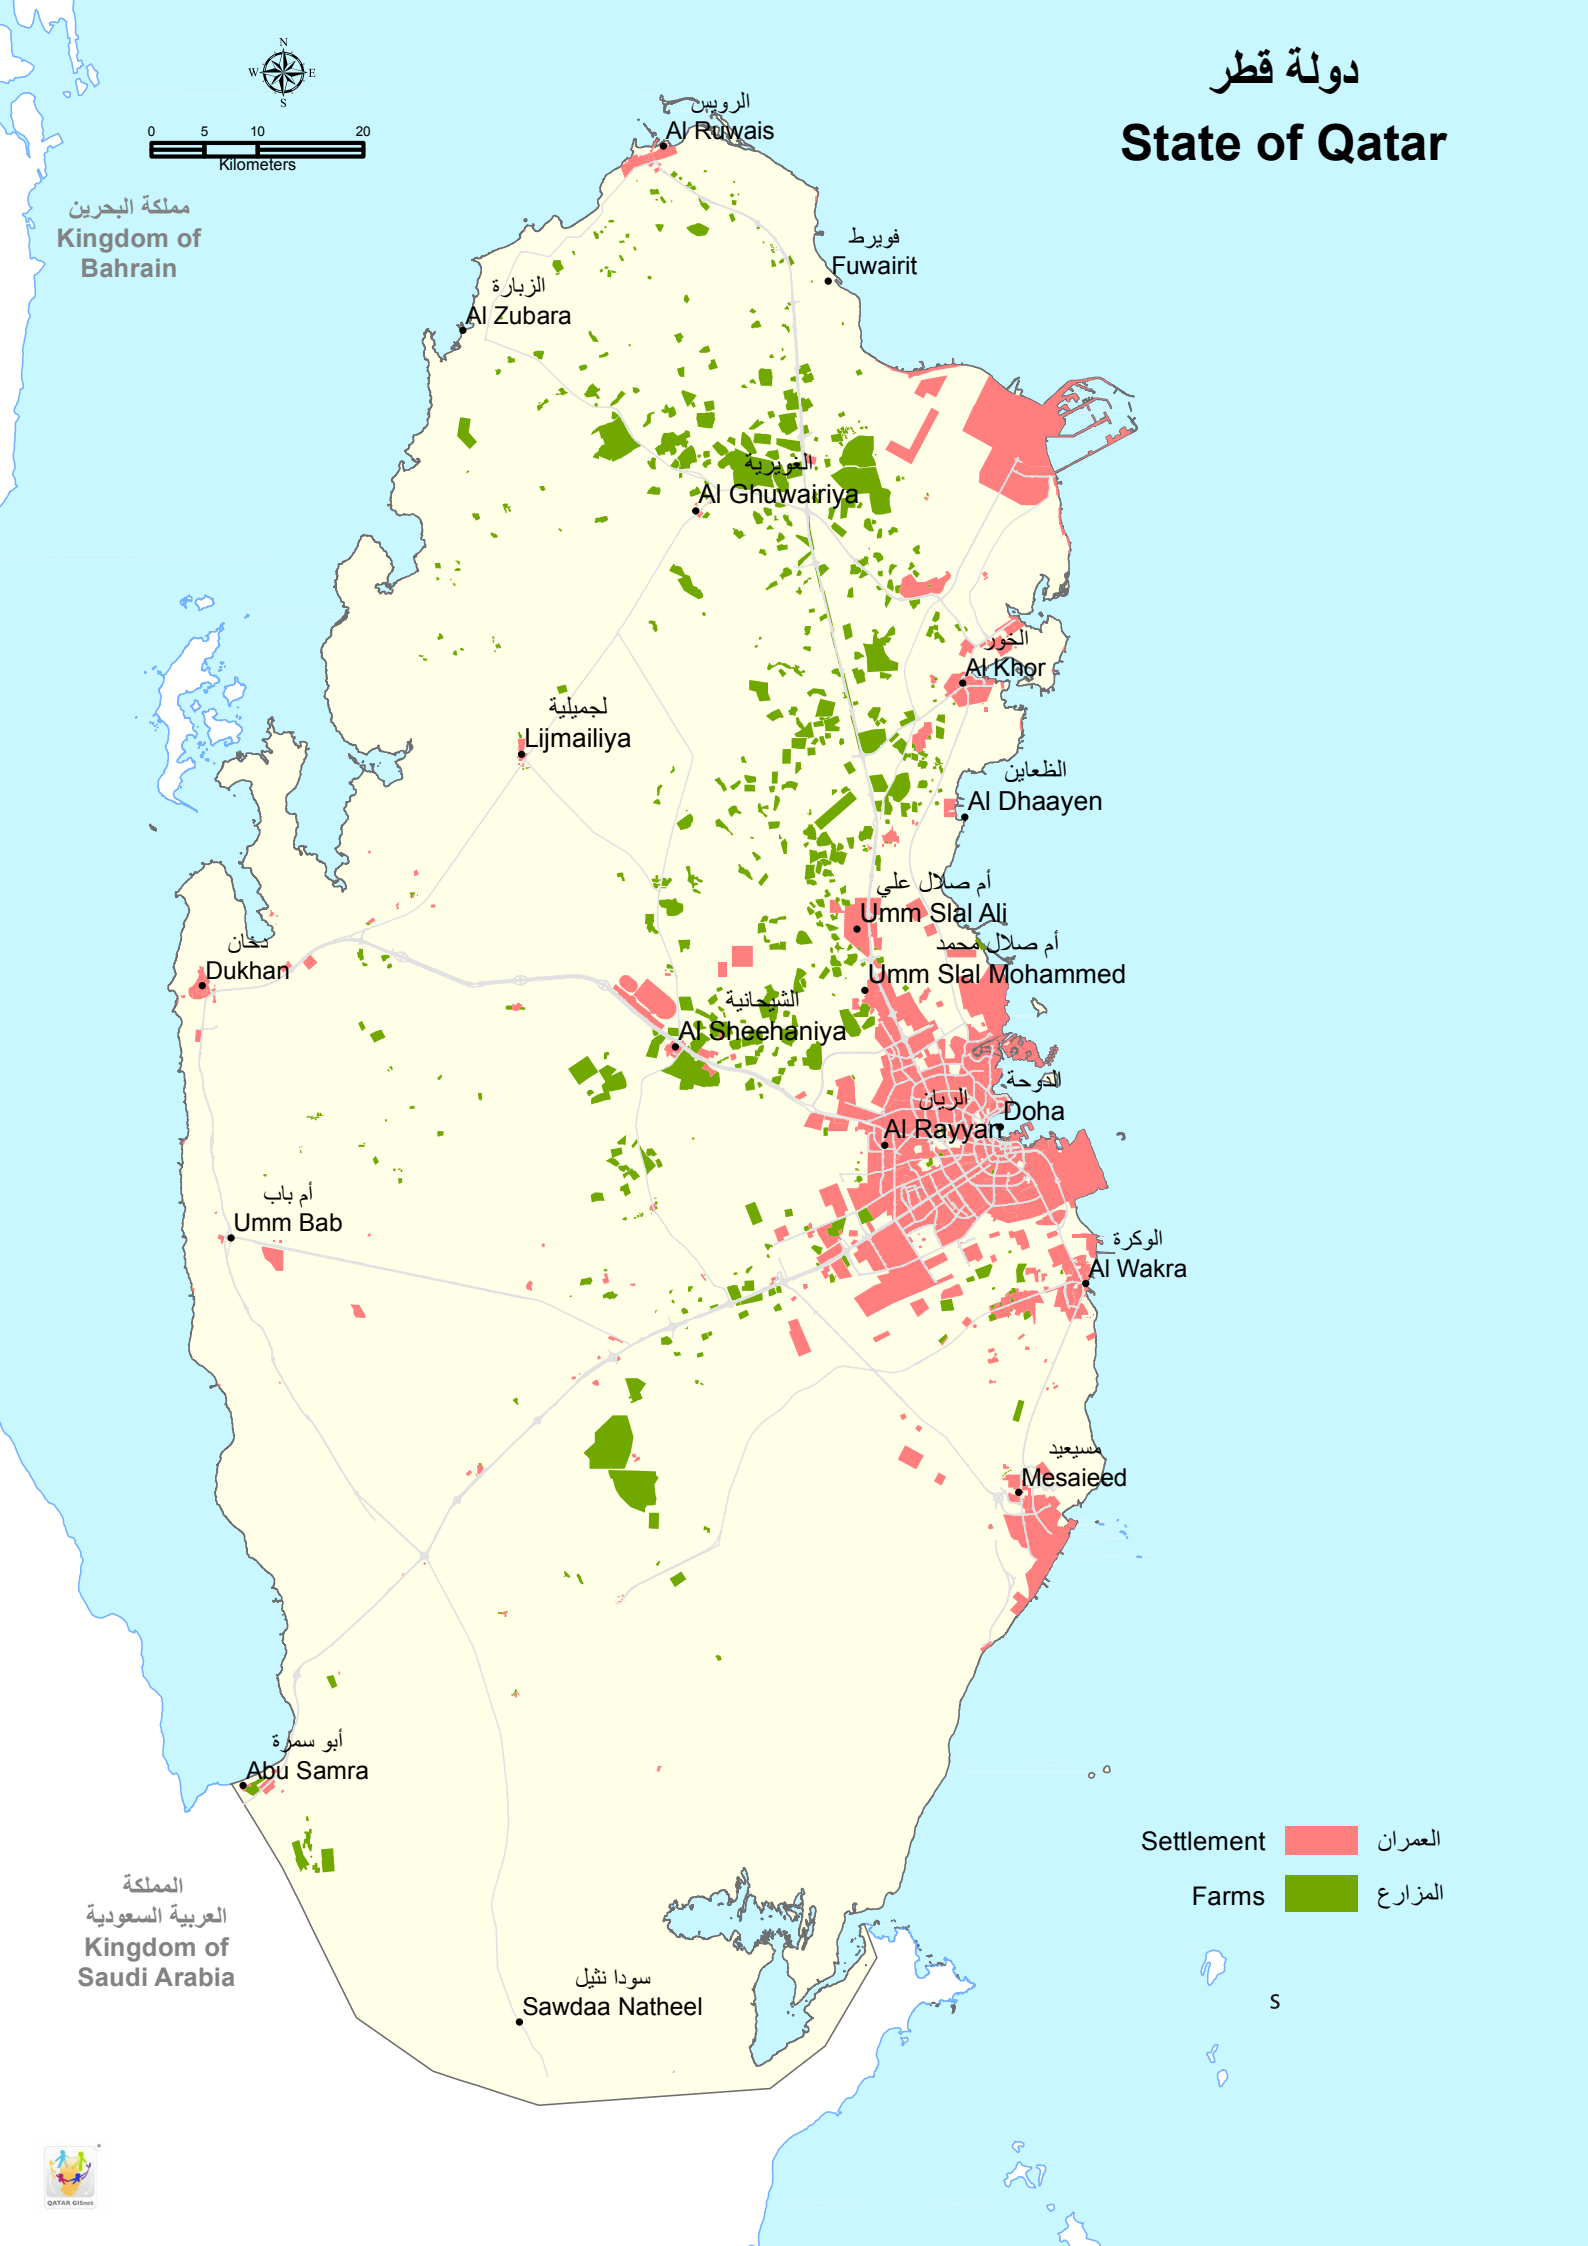 دولة قطر
State of Qatar
N
W
E
S
0 5 10 20
Kilometers
مملكة البحرين
Kingdom of
Bahrain
الرويس
Al Ruwais
فويرط
Fuwairit
الزبارة
Al Zubara
الغويرية
Al Ghuwairiya
الخور
Al Khor
لجميلية
Lijmailiya
الظعاين
Al Dhaayen
أم صلال علي
Umm Slal Ali
أم صلال محمد
Umm Slal Mohammed
دخان
Dukhan
الشيحانية
Al Sheehaniya
الدوحة
Doha
الريان
Al Rayyan
أم باب
Umm Bab
الوكرة
Al Wakra
مسيعيد
Mesaieed
أبو سمرة
Abu Samra
Settlement العمران
Farms المزارع
المملكة
العربية السعودية
Kingdom of
Saudi Arabia
سودا نثيل
Sawdaa Natheel
S
QATAR GISnet